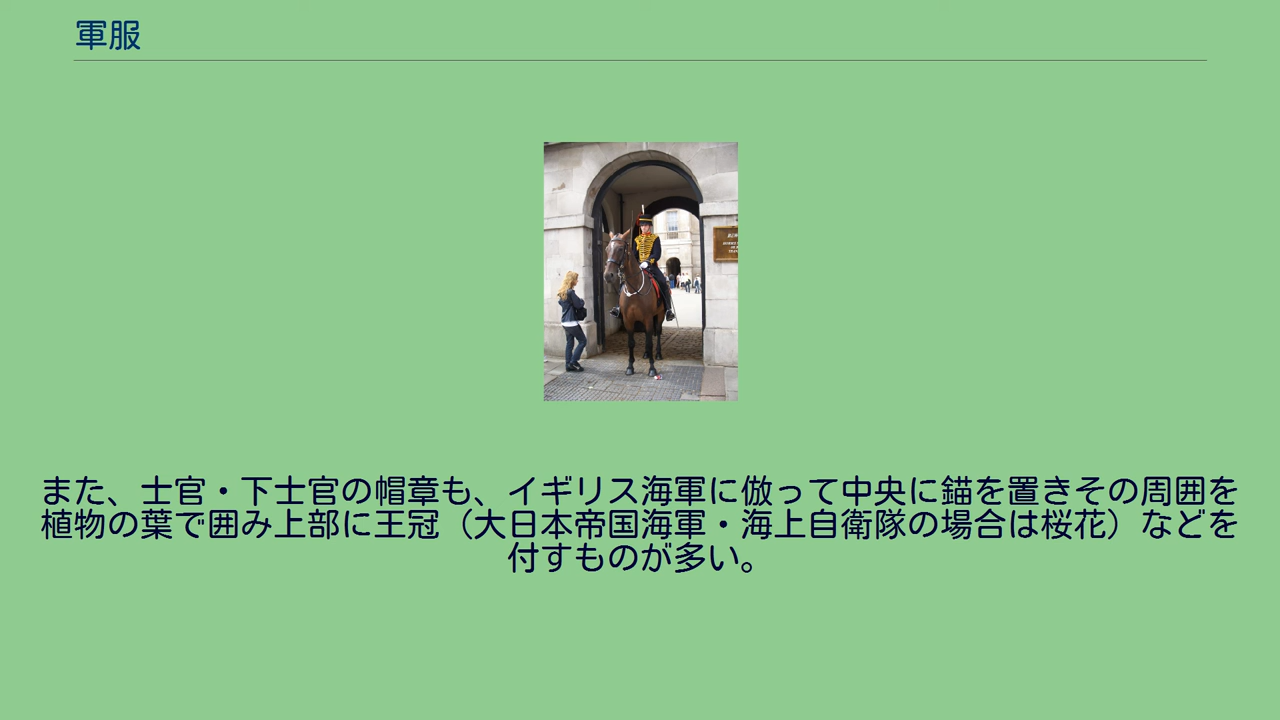 軍服
また、士官・下士官の帽章も、イギリス海軍に倣って中央に錨を置きその周囲を
植物の葉で囲み上部に王冠（大日本帝国海軍・海上自衛隊の場合は桜花）などを
付すものが多い。